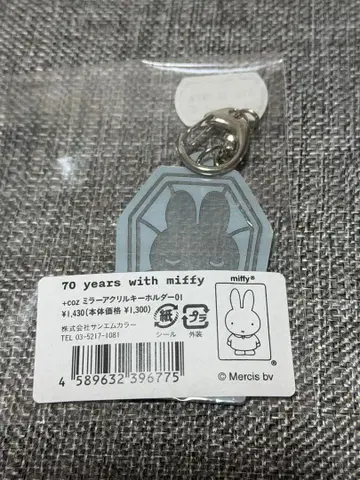 70 years with miffy
+coz ミラーアクリルキーホルダー01
¥1,430(本体価格 ¥1,300)
株式会社サンエムカラー
TEL 03-5217-1081
紙
シール
プラ
外装
4 589632 396775
miffy®
© Mercis bv